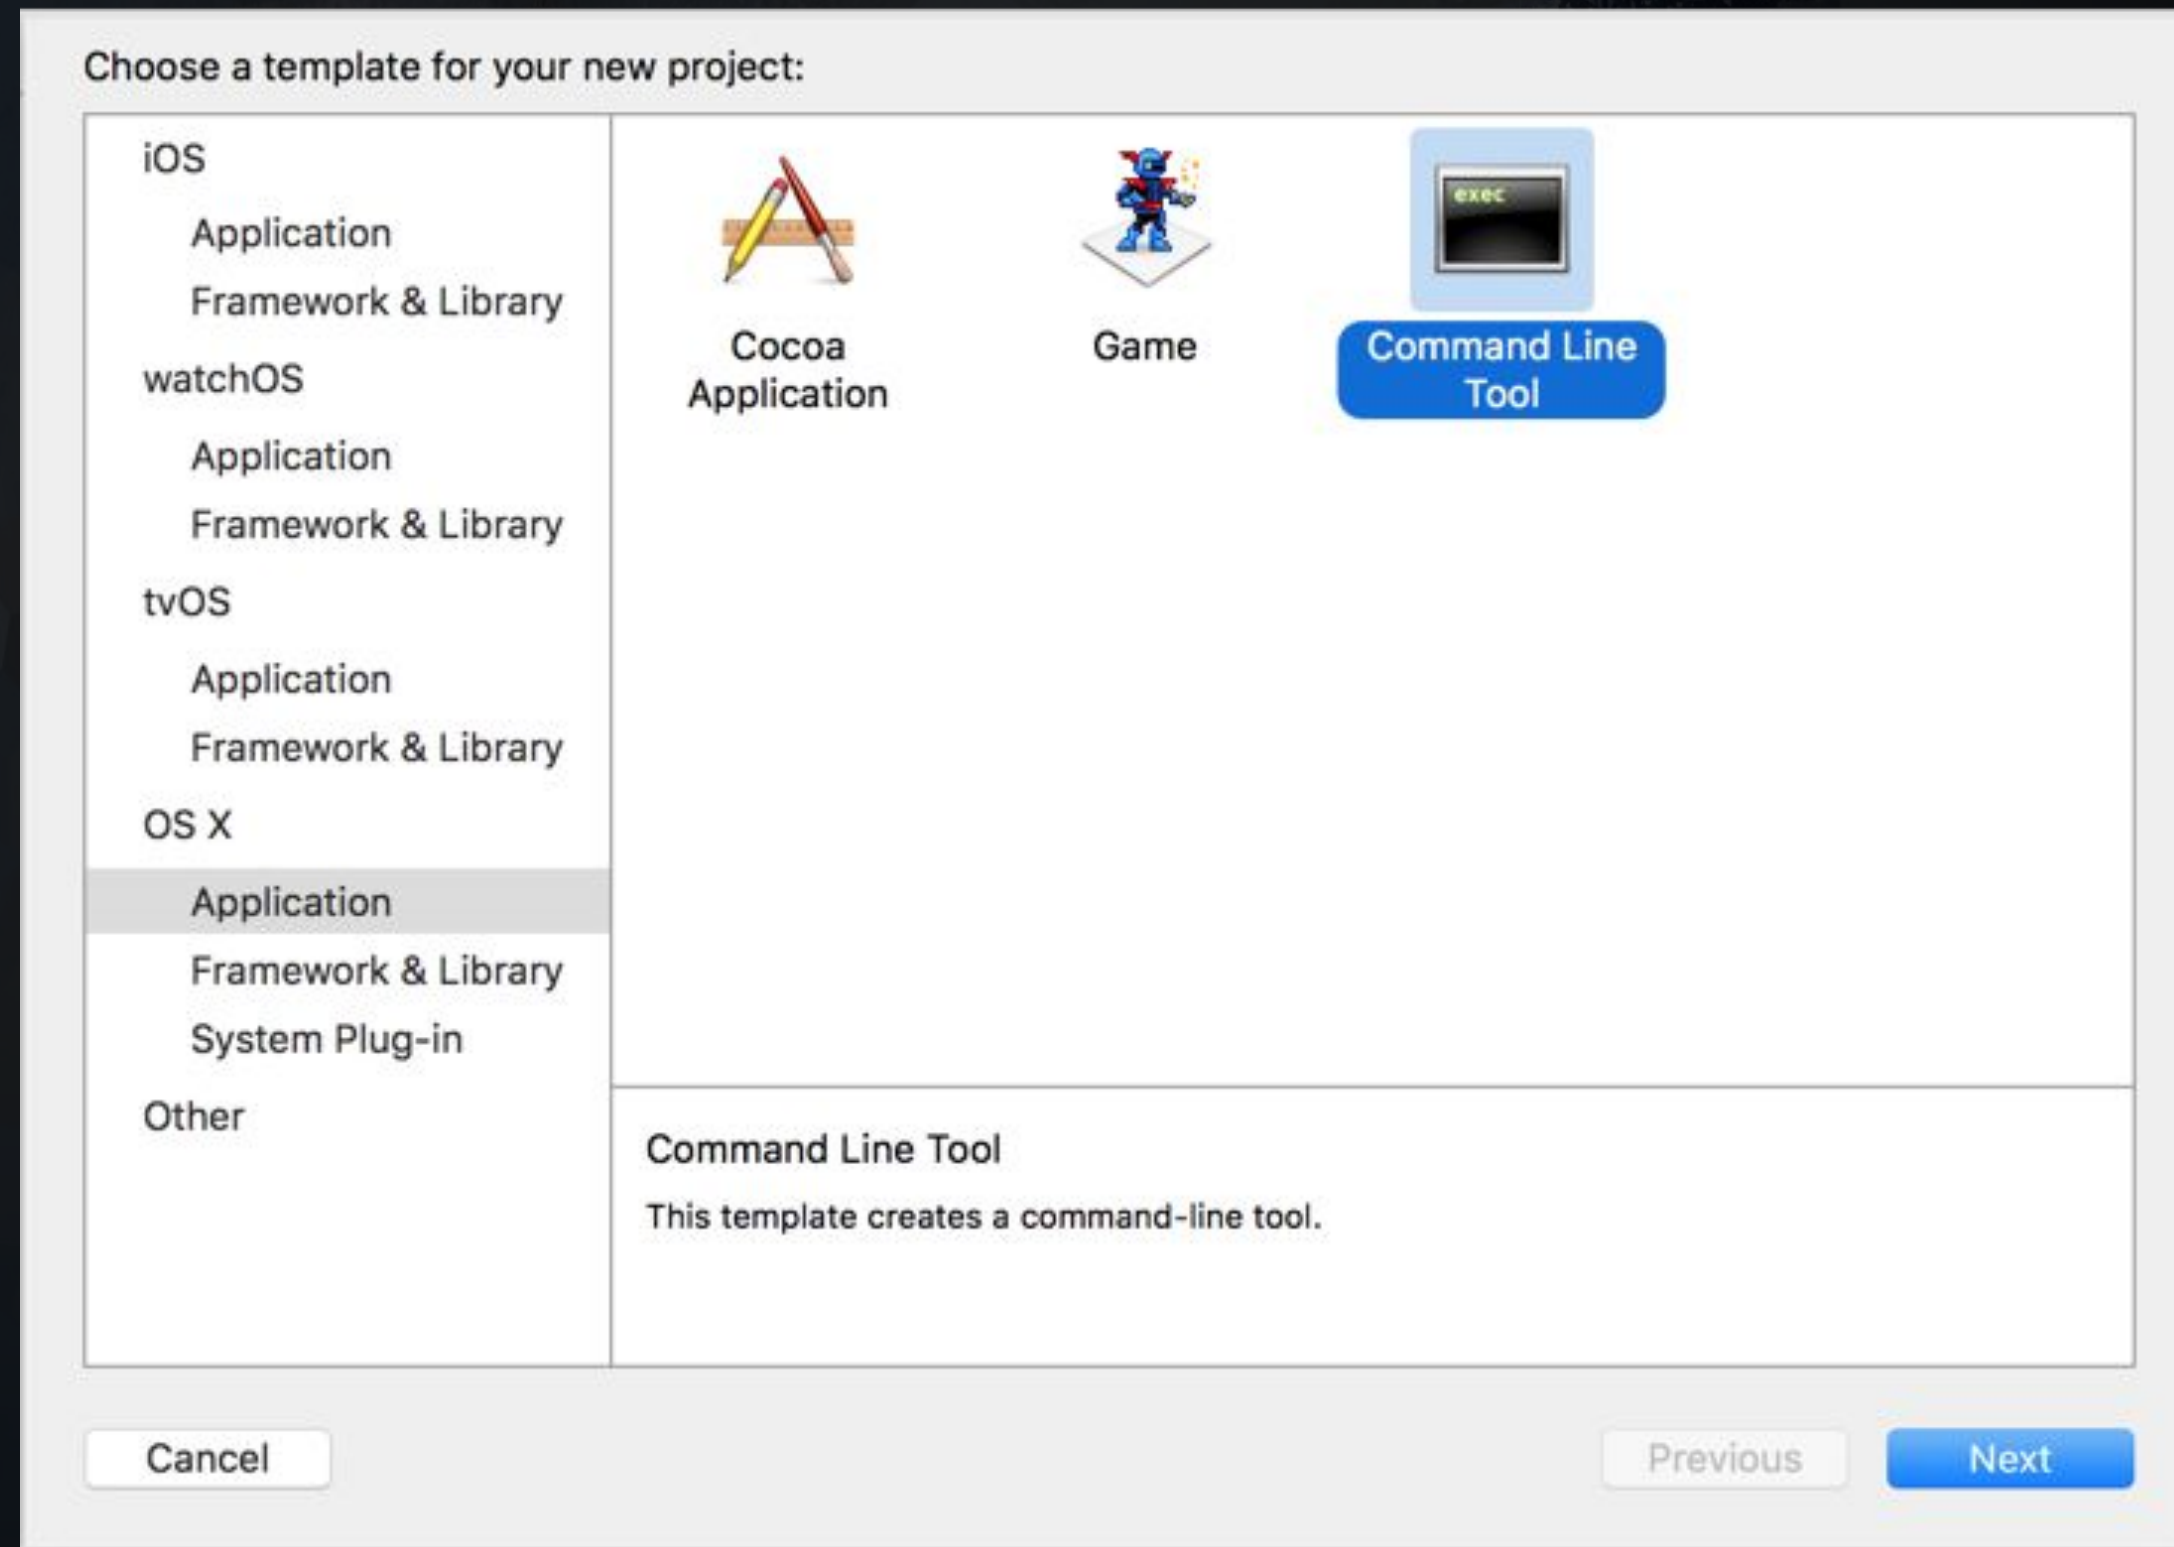 Choose a template for your new project:
iOS
Application
Framework & Library
watchOS
Application
Framework & Library
tvOS
Application
Framework & Library
OS X
Application
Framework & Library
System Plug-in
Other
Cocoa
Application
Game
exec
Command Line
Tool
Command Line Tool
This template creates a command-line tool.
Cancel
Previous
Next